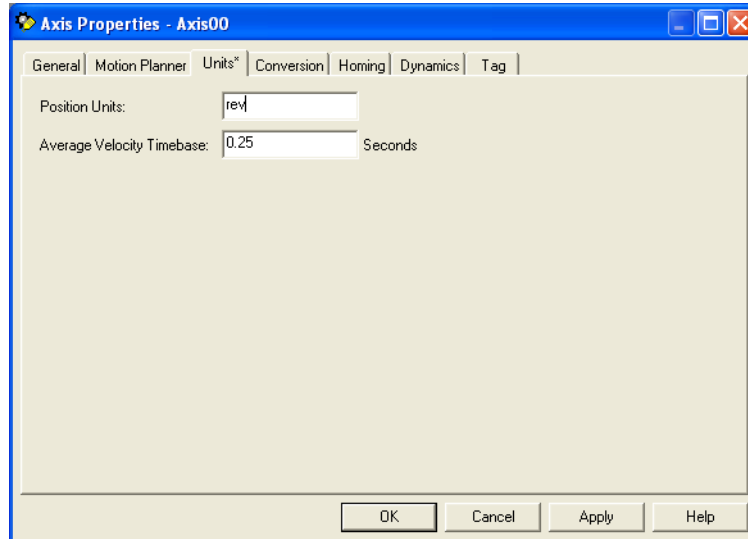 Axis Properties - Axis00
General Motion Planner Units* Conversion Homing Dynamics Tag
Position Units: rev
Average Velocity Timebase: 0.25 Seconds
OK Cancel Apply Help